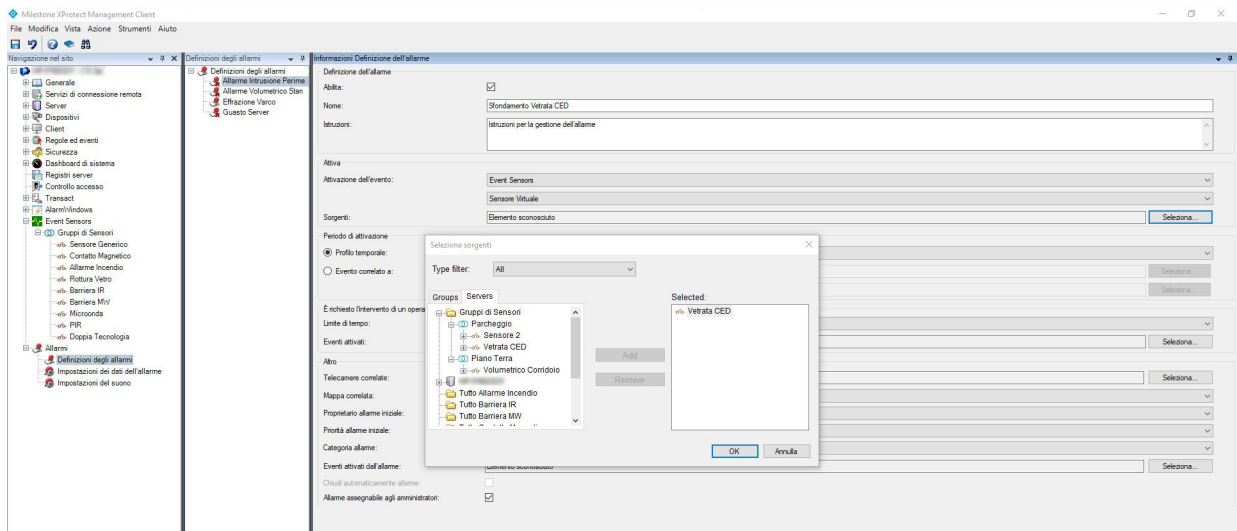 Milestone XProtect Management Client
File Modifica Vista Azione Strumenti Aiuto
Navigazione nel sito
Generale
Servizi di connessione remota
Server
Dispositivi
Client
Regole ed eventi
Sicurezza
Dashboard di sistema
Registri server
Controllo accesso
Transact
AlarmWindows
Event Sensors
Gruppi di Sensori
Sensore Generico
Contatto Magnetico
Allarme Incendio
Rottura Vetro
Barriera IR
Barriera MW
Microonda
PIR
Doppia Tecnologia
Allarmi
Definizioni degli allarmi
Impostazioni dei dati dell'allarme
Impostazioni del suono
Definizioni degli allarmi
Definizioni degli allarmi
Allarme Intrusione Perime
Allarme Volumetrico Stan
Effrazione Varco
Guasto Server
Informazioni Definizione dell'allarme
Definizione dell'allarme
Abilita:
Nome: Sfondamento Vetrata CED
Istruzioni: Istruzioni per la gestione dell'allarme
Attiva
Attivazione dell'evento: Event Sensors
Sensore Virtuale
Sorgenti: Elemento sconosciuto Seleziona...
Periodo di attivazione
Profilo temporale:
Evento correlato a: Seleziona...
Seleziona...
È richiesto l'intervento di un opera
Limite di tempo:
Eventi attivati: Seleziona...
Altro
Telecamere correlate: Seleziona...
Mappa correlata:
Proprietario allarme iniziale:
Priorità allarme iniziale:
Categoria allarme:
Eventi attivati dall'allarme: Elemento sconosciuto Seleziona...
Chiudi automaticamente allarme:
Allarme assegnabile agli amministratori:
Seleziona sorgenti
Type filter: All
Groups Servers
Gruppi di Sensori
Parcheggio
Sensore 2
Vetrata CED
Piano Terra
Volumetrico Corridoio
Tutto Allarme Incendio
Tutto Barriera IR
Tutto Barriera MW
Add
Remove
Selected:
Vetrata CED
OK Annulla